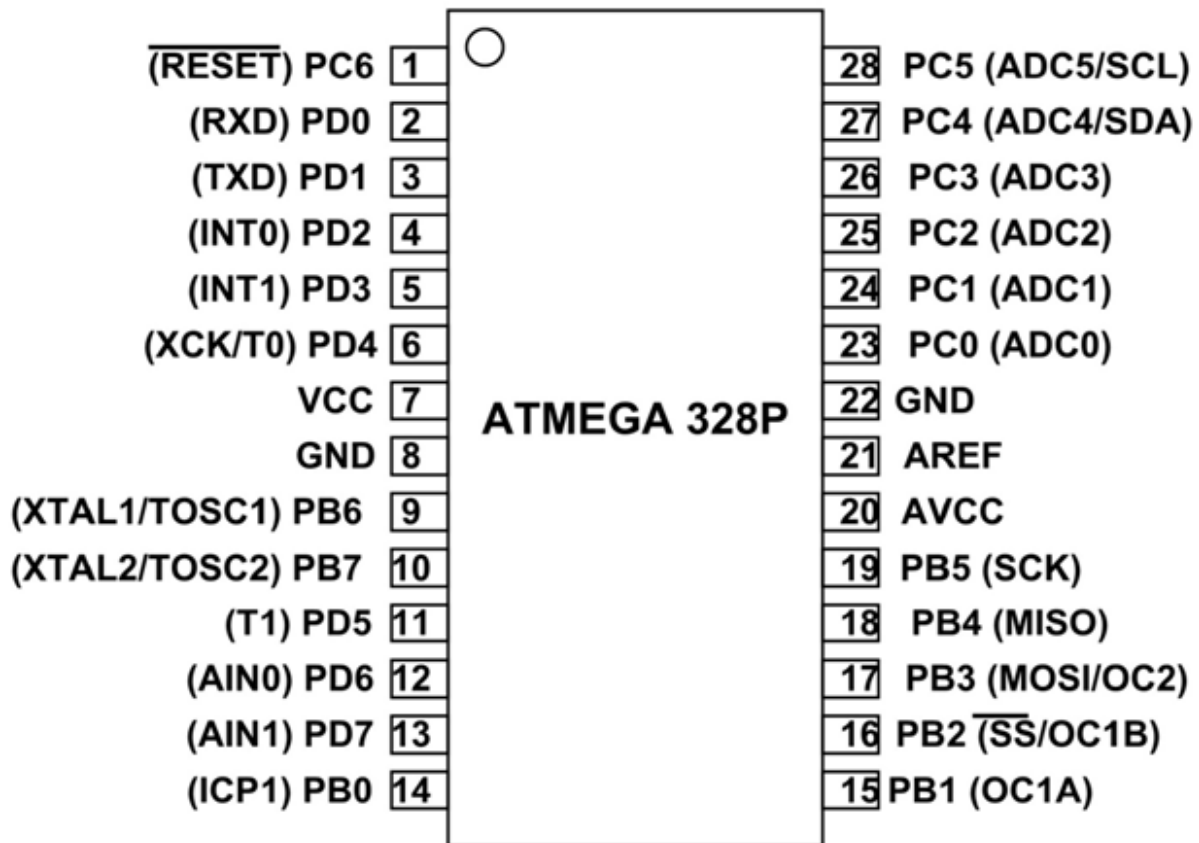 (RESET) PC6 1
(RXD) PD0 2
(TXD) PD1 3
(INT0) PD2 4
(INT1) PD3 5
(XCK/T0) PD4 6
VCC 7
GND 8
(XTAL1/TOSC1) PB6 9
(XTAL2/TOSC2) PB7 10
(T1) PD5 11
(AIN0) PD6 12
(AIN1) PD7 13
(ICP1) PB0 14
ATMEGA 328P
28 PC5 (ADC5/SCL)
27 PC4 (ADC4/SDA)
26 PC3 (ADC3)
25 PC2 (ADC2)
24 PC1 (ADC1)
23 PC0 (ADC0)
22 GND
21 AREF
20 AVCC
19 PB5 (SCK)
18 PB4 (MISO)
17 PB3 (MOSI/OC2)
16 PB2 (SS/OC1B)
15 PB1 (OC1A)